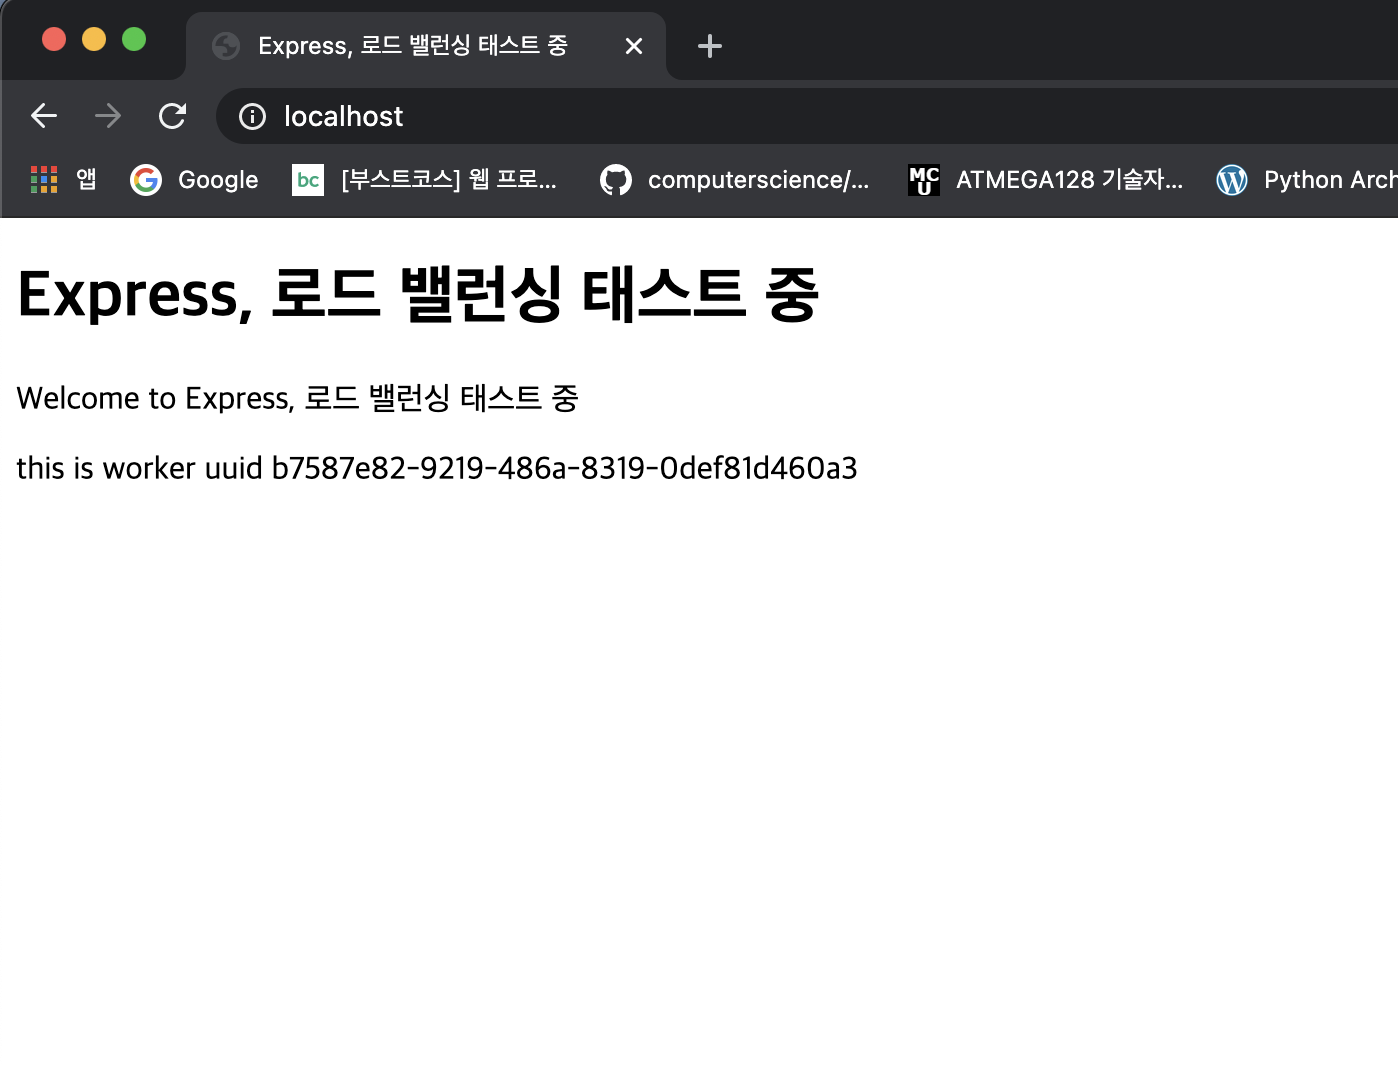 Express, 로드 밸런싱 태스트 중
localhost
앱 Google bc [부스트코스] 웹 프로... computerscience/... MCU ATMEGA128 기술자... Python Arch
Express, 로드 밸런싱 태스트 중
Welcome to Express, 로드 밸런싱 태스트 중
this is worker uuid b7587e82-9219-486a-8319-0def81d460a3